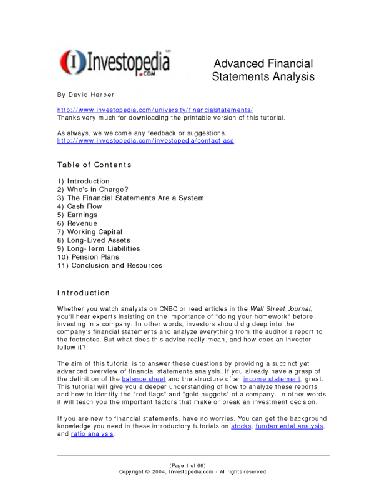 Investopedia
.COM
Advanced Financial
Statements Analysis
By David Harper
http://www.investopedia.com/university/financialstatements/
Thanks very much for downloading the printable version of this tutorial.
As always, we welcome any feedback or suggestions.
http://www.investopedia.com/investopedia/contact.asp
Table of Contents
1) Introduction
2) Who's in Charge?
3) The Financial Statements Are a System
4) Cash Flow
5) Earnings
6) Revenue
7) Working Capital
8) Long-Lived Assets
9) Long-Term Liabilities
10) Pension Plans
11) Conclusion and Resources
Introduction
Whether you watch analysts on CNBC or read articles in the Wall Street Journal,
you'll hear experts insisting on the importance of "doing your homework" before
investing in a company. In other words, investors should dig deep into the
company's financial statements and analyze everything from the auditor's report to
the footnotes. But what does this advice really mean, and how does an investor
follow it?
The aim of this tutorial is to answer these questions by providing a succinct yet
advanced overview of financial statements analysis. If you already have a grasp of
the definition of the balance sheet and the structure of an income statement, great.
This tutorial will give you a deeper understanding of how to analyze these reports
and how to identify the "red flags" and "gold nuggets" of a company. In other words,
it will teach you the important factors that make or break an investment decision.
If you are new to financial statements, have no worries. You can get the background
knowledge you need in these introductory tutorials on stocks, fundamental analysis,
and ratio analysis.
(Page 1 of 66)
Copyright © 2004, Investopedia.com - All rights reserved.